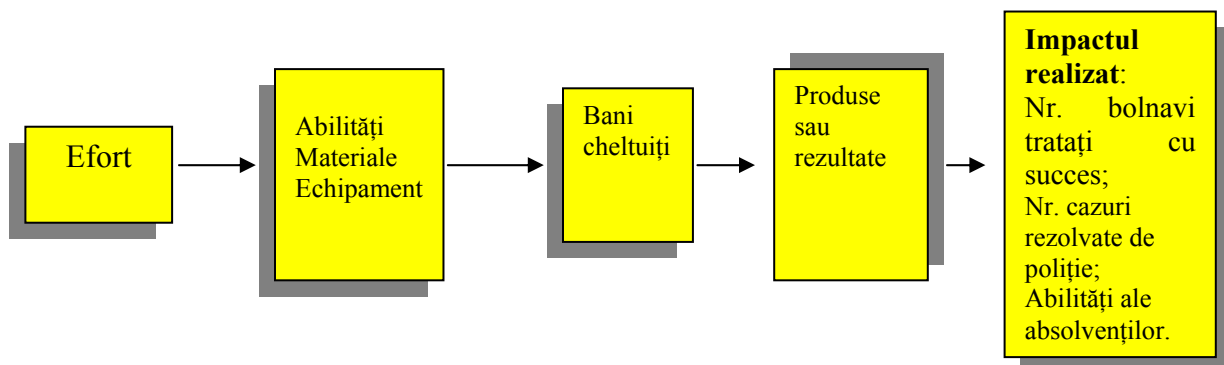 Efort
Abilități
Materiale
Echipament
Bani
cheltuiți
Produse
sau
rezultate
Impactul
realizat:
Nr. bolnavi
tratați cu
succes;
Nr. cazuri
rezolvate de
poliție;
Abilități ale
absolvenților.